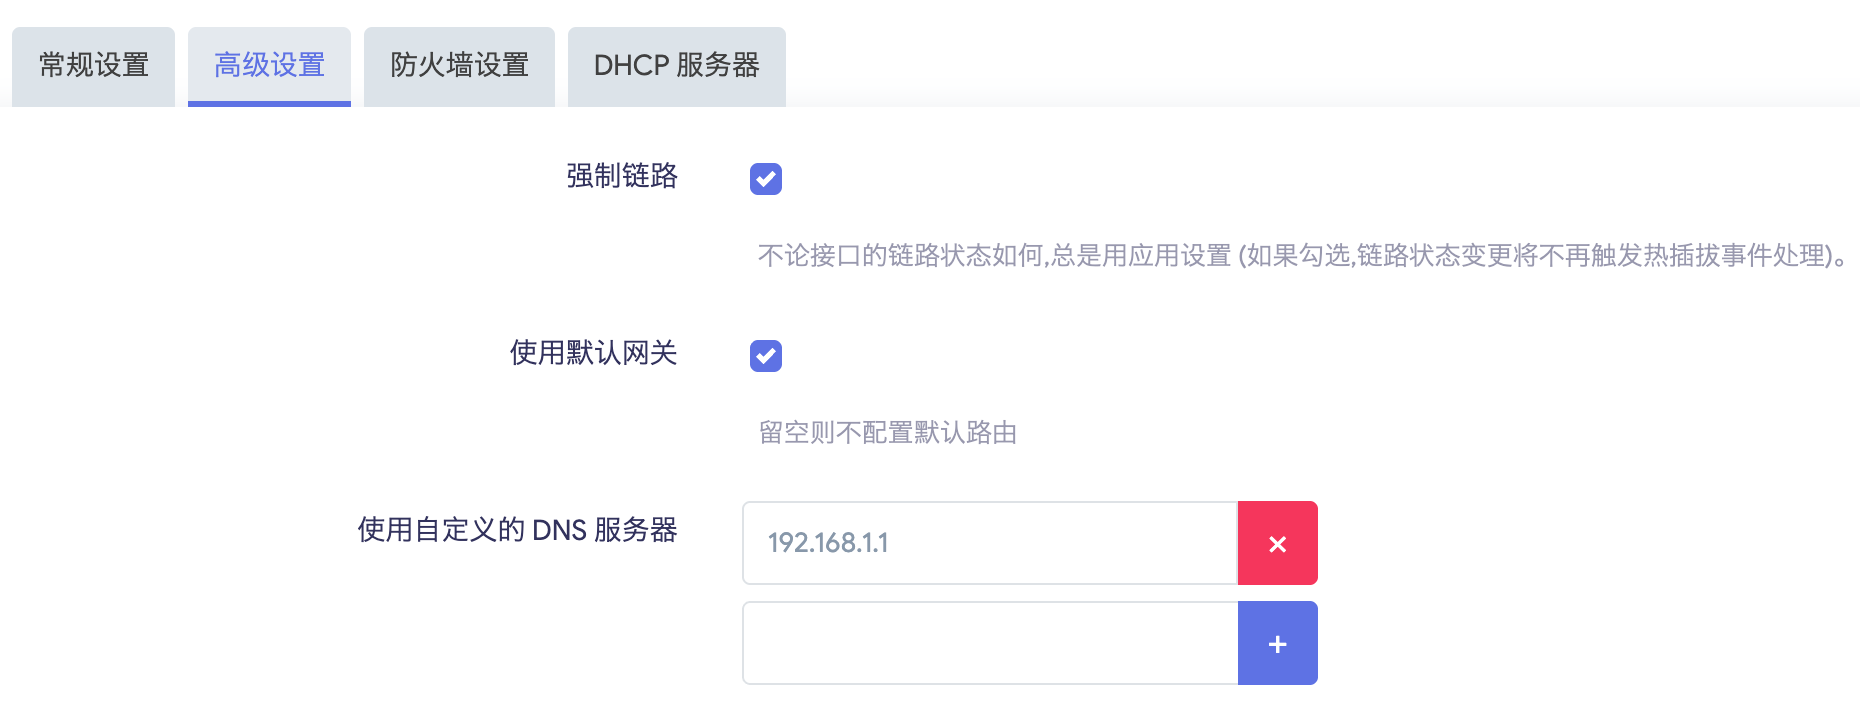 常规设置 高级设置 防火墙设置 DHCP 服务器
强制链路
不论接口的链路状态如何,总是用应用设置 (如果勾选,链路状态变更将不再触发热插拔事件处理)。
使用默认网关
留空则不配置默认路由
使用自定义的 DNS 服务器 192.168.1.1 ×
+